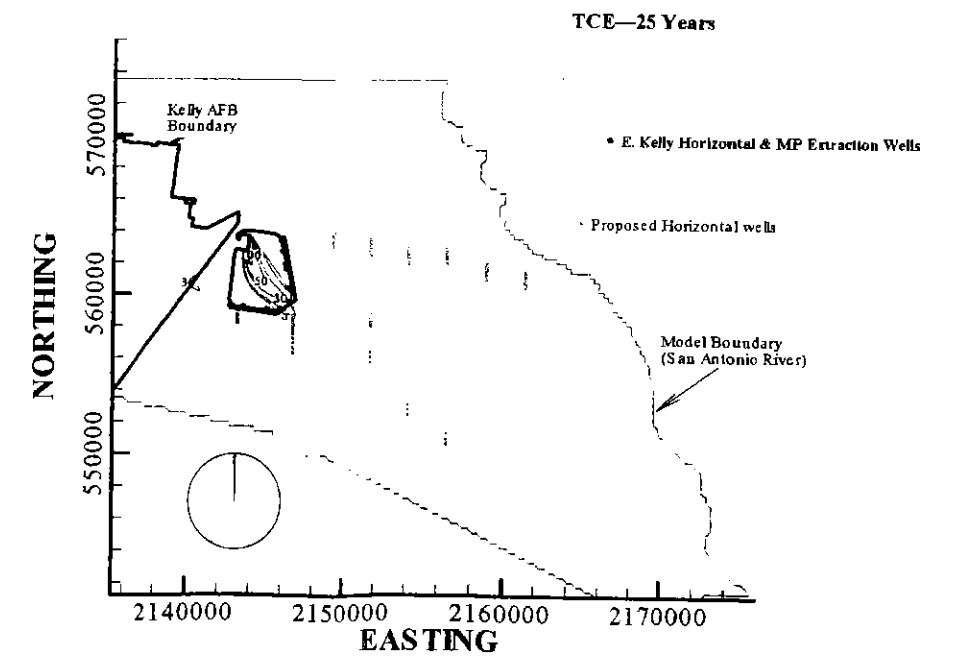 TCE—25 Years
Kelly AFB
Boundary
E. Kelly Horizontal & MP Extraction Wells
Proposed Horizontal wells
Model Boundary
(San Antonio River)
50
NORTHING
570000
560000
550000
2140000
2150000
2160000
2170000
EASTING